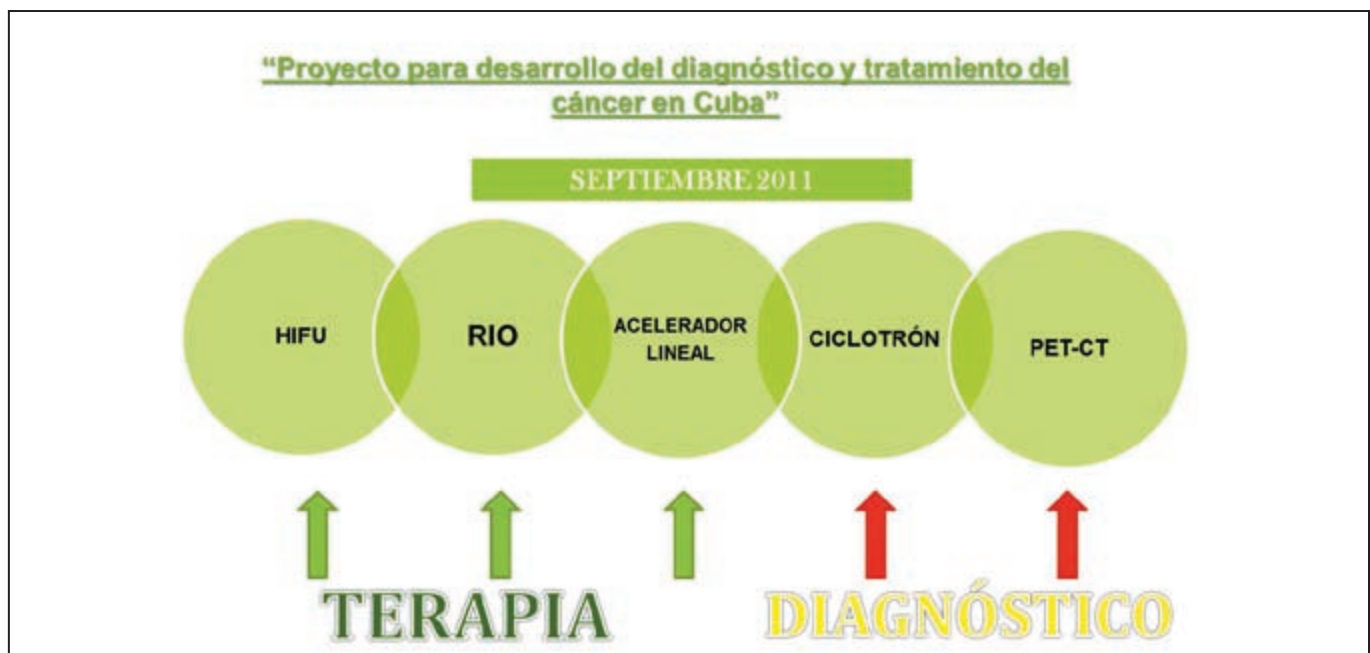 “Proyecto para desarrollo del diagnóstico y tratamiento del
cáncer en Cuba”
SEPTIEMBRE 2011
HIFU
RIO
ACELERADOR
LINEAL
CICLOTRÓN
PET-CT
TERAPIA
DIAGNÓSTICO